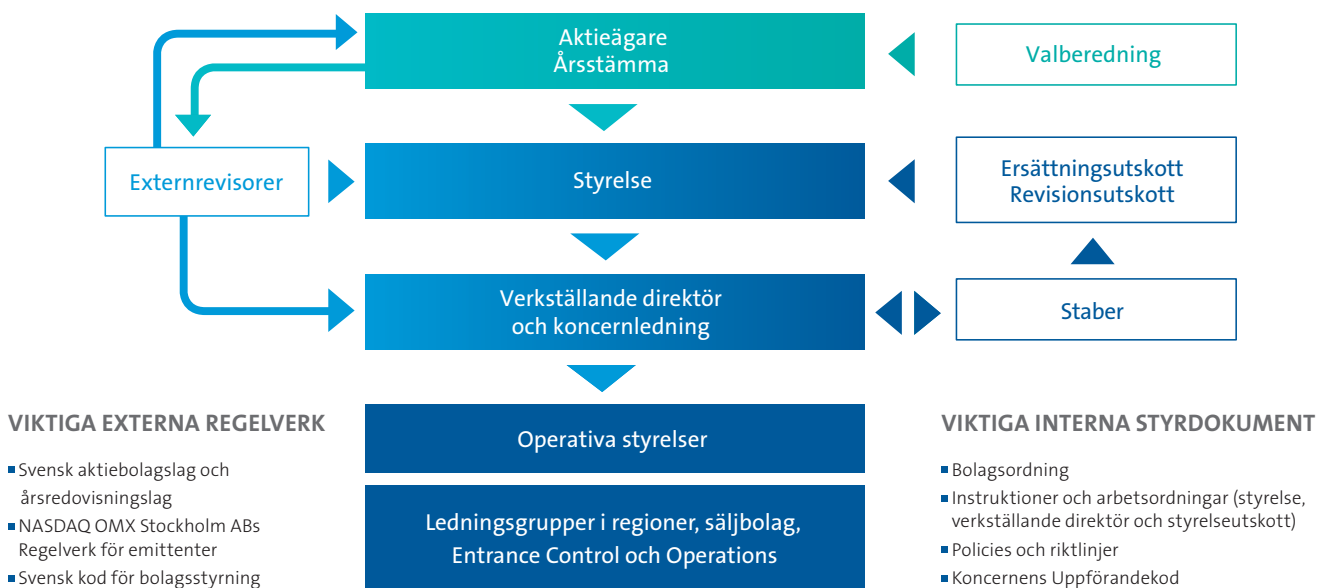 Aktieägare
Årsstämma
Valberedning
Externrevisorer
Styrelse
Ersättningsutskott
Revisionsutskott
Verkställande direktör
och koncernledning
Staber
VIKTIGA EXTERNA REGELVERK
Svensk aktiebolagslag och
årsredovisningslag
NASDAQ OMX Stockholm ABs
Regelverk för emittenter
Svensk kod för bolagsstyrning
Operativa styrelser
Ledningsgrupper i regioner, säljbolag,
Entrance Control och Operations
VIKTIGA INTERNA STYRDOKUMENT
Bolagsordning
Instruktioner och arbetsordningar (styrelse,
verkställande direktör och styrelseutskott)
Policies och riktlinjer
Koncernens Uppförandekod